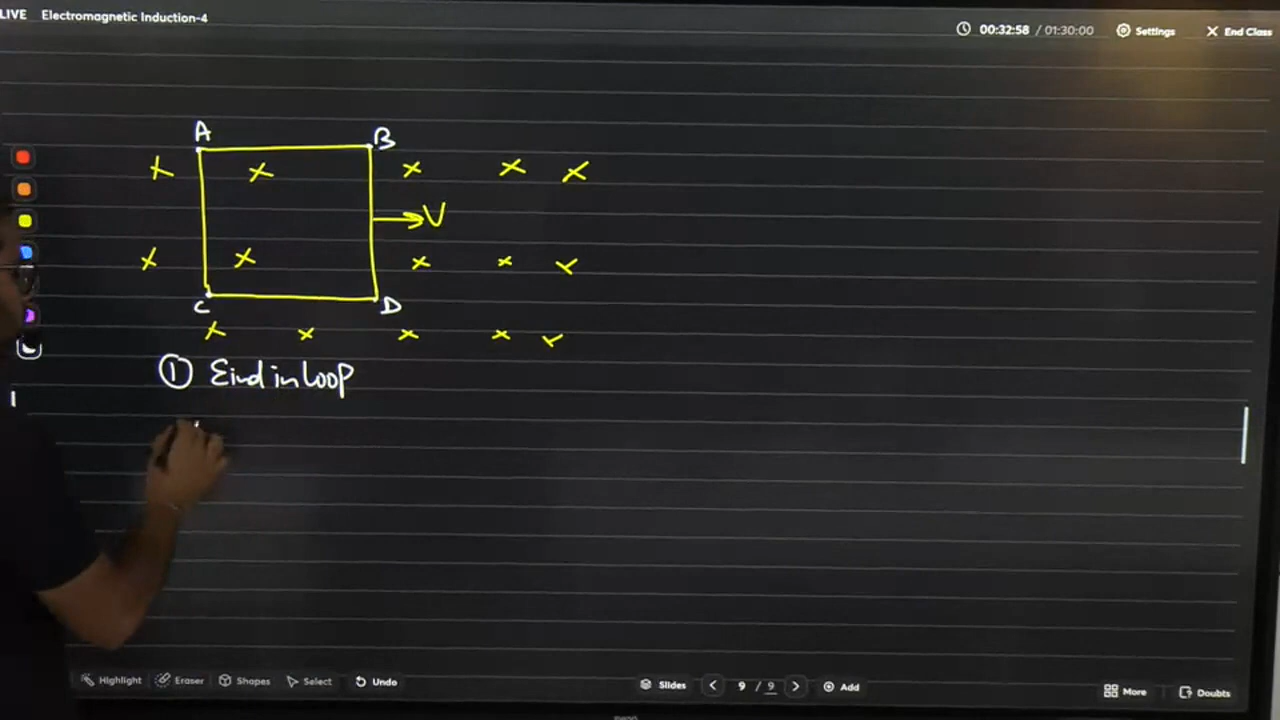 LIVE Electromagnetic Induction-4
00:32:58 / 01:30:00 Settings End Class
A B
V
C D
① Eind in loop
Highlight Eraser Shapes Select Undo Slides 9 / 9 Add More Doubts